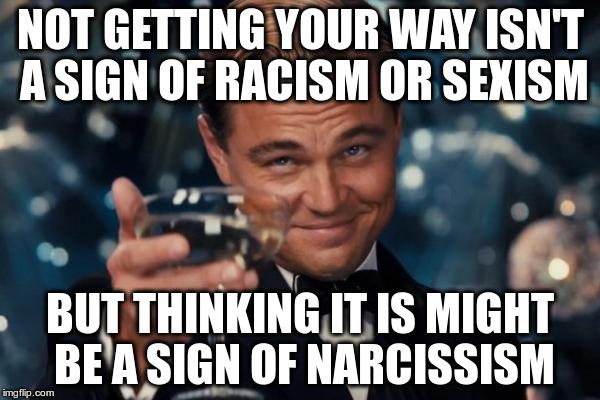 NOT GETTING YOUR WAY ISN'T
A SIGN OF RACISM OR SEXISM
BUT THINKING IT IS MIGHT
BE A SIGN OF NARCISSISM
imgflip.com